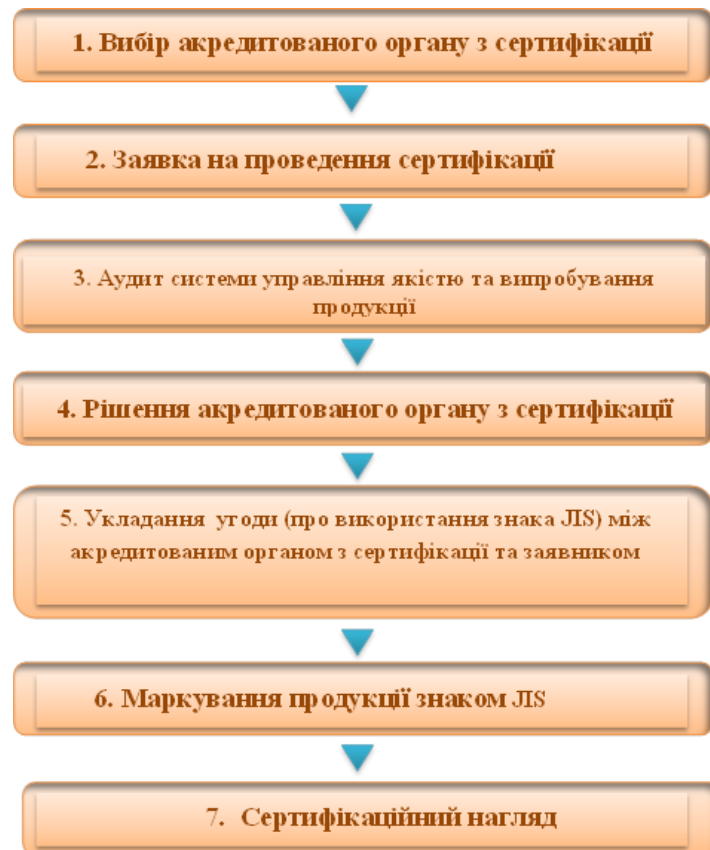 1. Вибір акредитованого органу з сертифікації
2. Заявка на проведення сертифікації
3. Аудит системи управління якістю та випробування
продукції
4. Рішення акредитованого органу з сертифікації
5. Укладання угоди (про використання знака JIS) між
акредитованим органом з сертифікації та заявником
6. Маркування продукції знаком JIS
7. Сертифікаційний нагляд